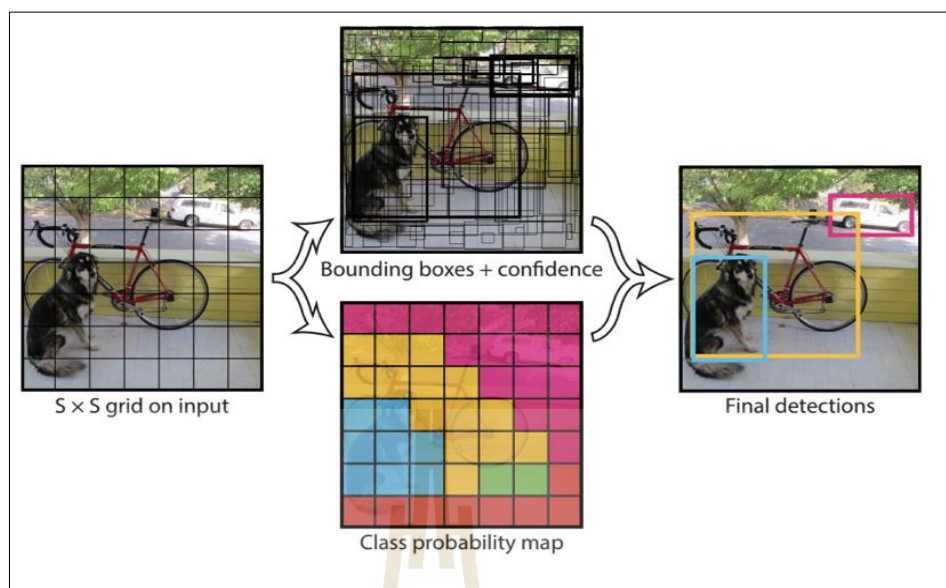 Bounding boxes + confidence
S × S grid on input
Final detections
Class probability map